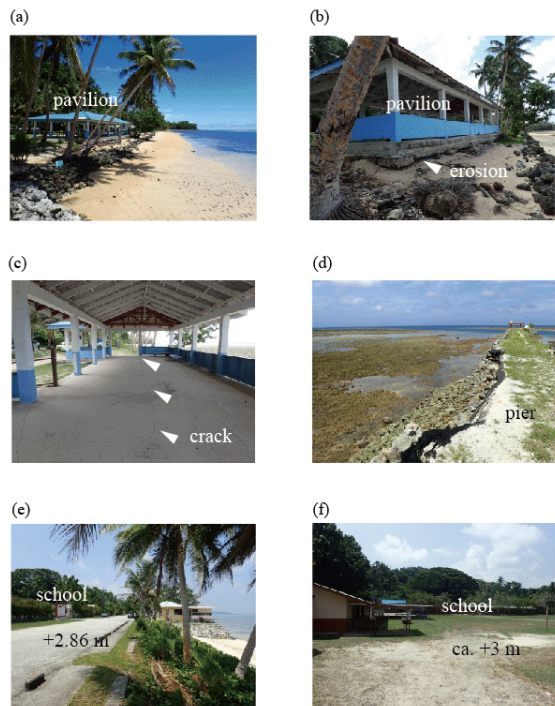 (a)
(b)
pavilion
pavilion
erosion
(c)
(d)
crack
pier
(e)
(f)
school
+2.86 m
school
ca. +3 m